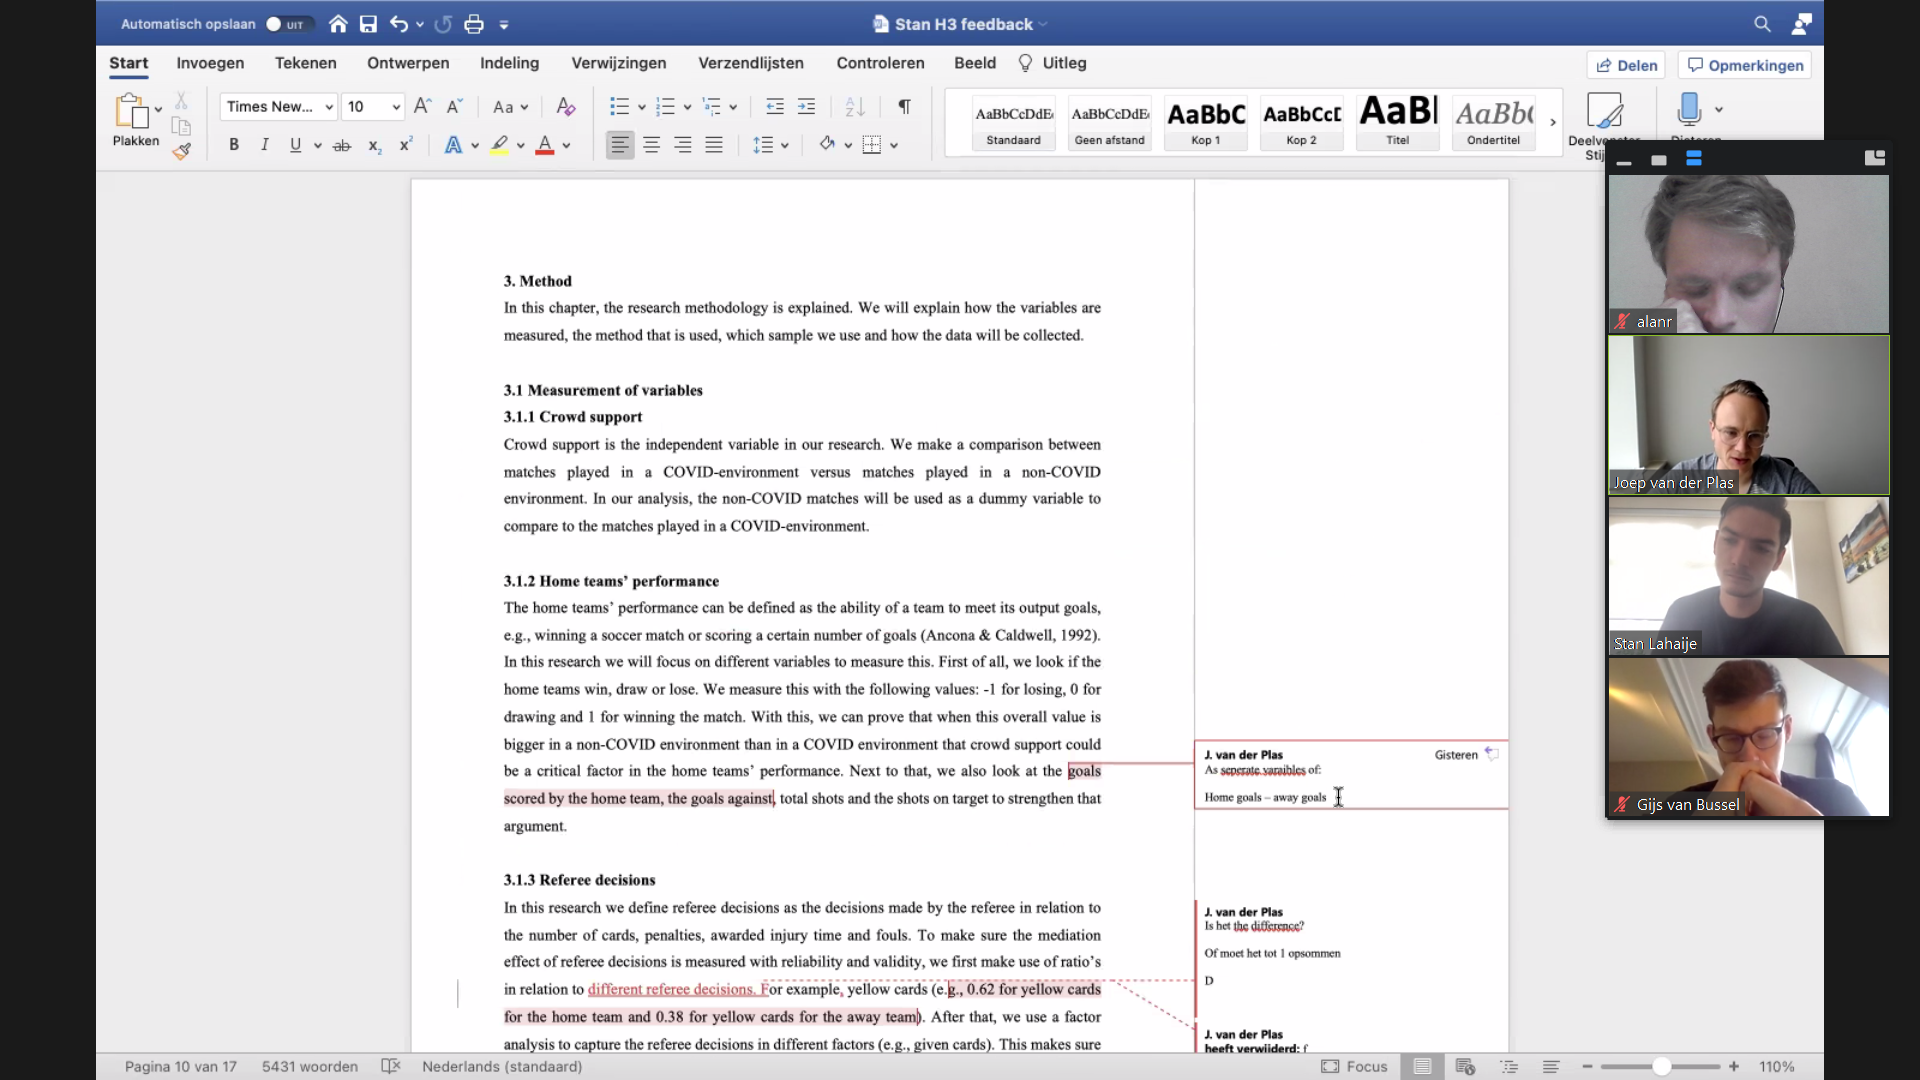 Automatisch opslaan UIT
Stan H3 feedback
Start Invoegen Tekenen Ontwerpen Indeling Verwijzingen Verzendlijsten Controleren Beeld Uitleg
Delen Opmerkingen
Plakken
Times New... 10 Aa
B I U ab x₂ x² A A
AaBbCcDdEe AaBbCcDdEe AaBbC AaBbCcD AaBl AaBb(
Standaard Geen afstand Kop 1 Kop 2 Titel Ondertitel
3. Method
In this chapter, the research methodology is explained. We will explain how the variables are
measured, the method that is used, which sample we use and how the data will be collected.
3.1 Measurement of variables
3.1.1 Crowd support
Crowd support is the independent variable in our research. We make a comparison between
matches played in a COVID-environment versus matches played in a non-COVID
environment. In our analysis, the non-COVID matches will be used as a dummy variable to
compare to the matches played in a COVID-environment.
3.1.2 Home teams’ performance
The home teams’ performance can be defined as the ability of a team to meet its output goals,
e.g., winning a soccer match or scoring a certain number of goals (Ancona & Caldwell, 1992).
In this research we will focus on different variables to measure this. First of all, we look if the
home teams win, draw or lose. We measure this with the following values: -1 for losing, 0 for
drawing and 1 for winning the match. With this, we can prove that when this overall value is
bigger in a non-COVID environment than in a COVID environment that crowd support could
be a critical factor in the home teams’ performance. Next to that, we also look at the goals
scored by the home team, the goals against, total shots and the shots on target to strengthen that
argument.
3.1.3 Referee decisions
In this research we define referee decisions as the decisions made by the referee in relation to
the number of cards, penalties, awarded injury time and fouls. To make sure the mediation
effect of referee decisions is measured with reliability and validity, we first make use of ratio’s
in relation to different referee decisions. For example, yellow cards (e.g., 0.62 for yellow cards
for the home team and 0.38 for yellow cards for the away team). After that, we use a factor
analysis to capture the referee decisions in different factors (e.g., given cards). This makes sure
J. van der Plas Gisteren
As seperate varaibles of:
Home goals – away goals
J. van der Plas
Is het the difference?
Of moet het tot 1 opsommen
D
J. van der Plas
heeft verwijderd: f
alanr
Joep van der Plas
Stan Lahaije
Gijs van Bussel
Pagina 10 van 17 5431 woorden Nederlands (standaard) Focus 110%